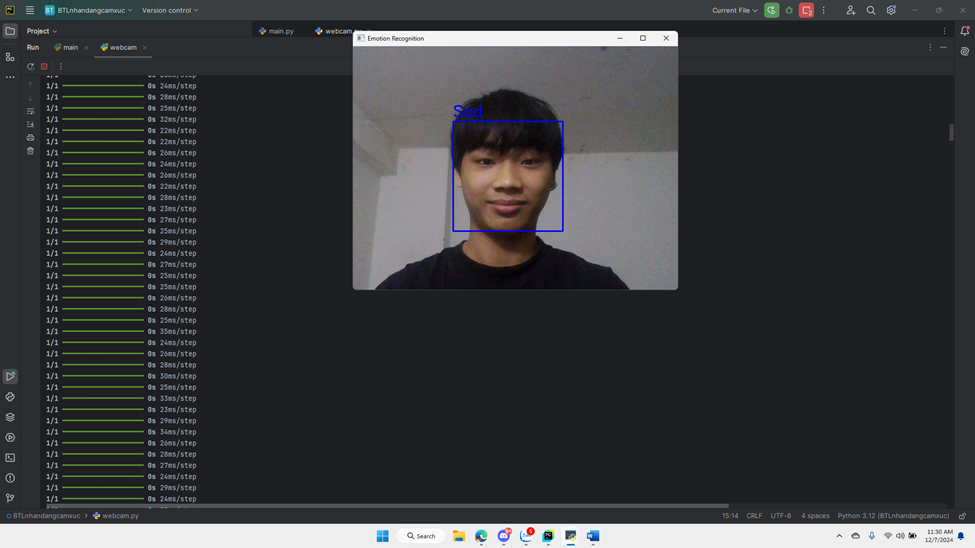 BT BTLnhandangcamxuc Version control Current File
Project main.py webcam.py
Emotion Recognition
Run main webcam
Sad
1/1 0s 24ms/step
1/1 0s 28ms/step
1/1 0s 25ms/step
1/1 0s 32ms/step
1/1 0s 22ms/step
1/1 0s 22ms/step
1/1 0s 26ms/step
1/1 0s 24ms/step
1/1 0s 26ms/step
1/1 0s 22ms/step
1/1 0s 28ms/step
1/1 0s 23ms/step
1/1 0s 27ms/step
1/1 0s 25ms/step
1/1 0s 29ms/step
1/1 0s 24ms/step
1/1 0s 27ms/step
1/1 0s 25ms/step
1/1 0s 25ms/step
1/1 0s 26ms/step
1/1 0s 28ms/step
1/1 0s 25ms/step
1/1 0s 35ms/step
1/1 0s 24ms/step
1/1 0s 26ms/step
1/1 0s 28ms/step
1/1 0s 30ms/step
1/1 0s 25ms/step
1/1 0s 33ms/step
1/1 0s 23ms/step
1/1 0s 29ms/step
1/1 0s 34ms/step
1/1 0s 26ms/step
1/1 0s 28ms/step
1/1 0s 27ms/step
1/1 0s 24ms/step
1/1 0s 29ms/step
1/1 0s 24ms/step
BTLnhandangcamxuc > webcam.py 15:14 CRLF UTF-8 4 spaces Python 3.12 (BTLnhandangcamxuc)
Search 11:30 AM
12/7/2024